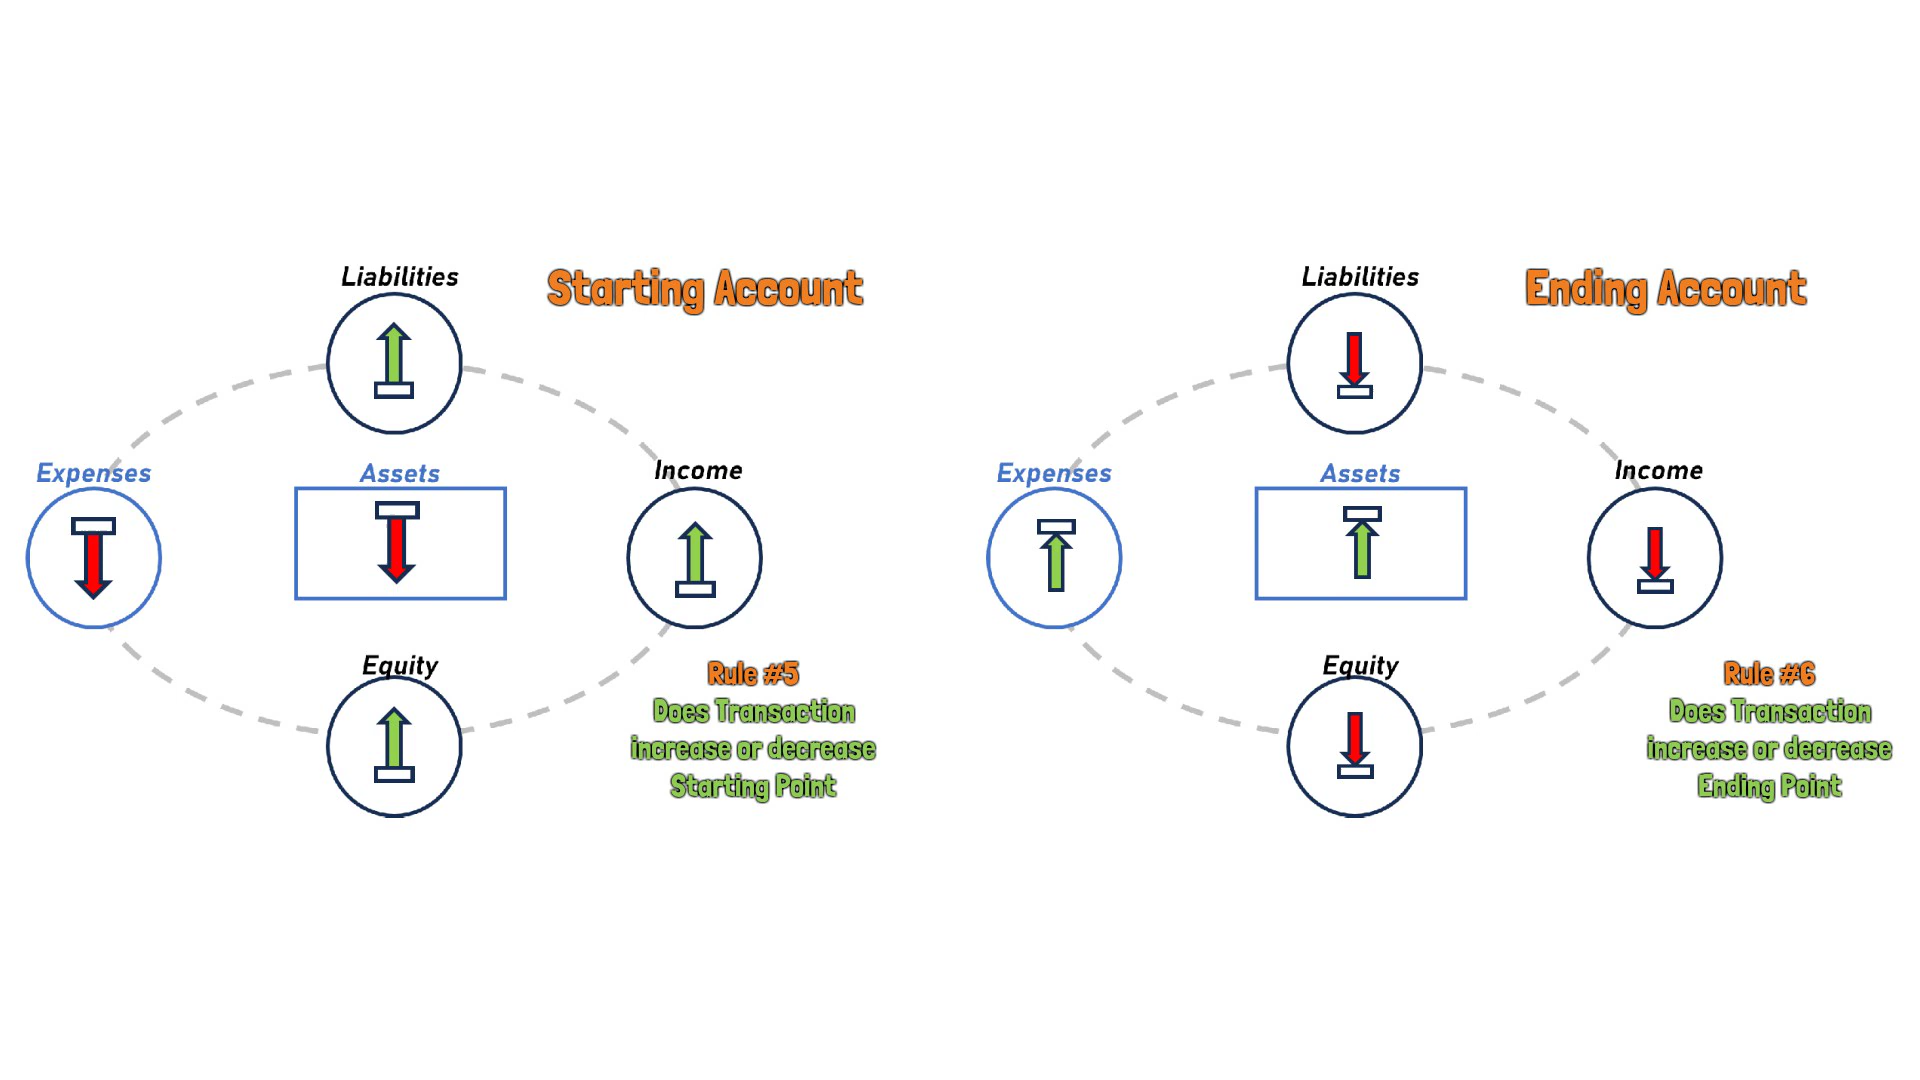 Starting Account
Liabilities
Expenses
Assets
Income
Equity
Rule #5
Does Transaction
increase or decrease
Starting Point
Ending Account
Liabilities
Expenses
Assets
Income
Equity
Rule #6
Does Transaction
increase or decrease
Ending Point